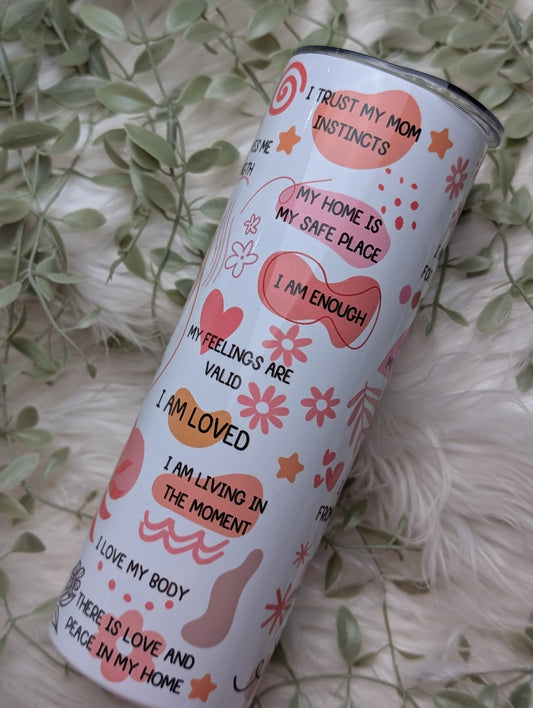 I TRUST MY MOM
INSTINCTS
MY HOME IS
MY SAFE PLACE
I AM ENOUGH
MY FEELINGS ARE
VALID
I AM LOVED
I AM LIVING IN
THE MOMENT
I LOVE MY BODY
THERE IS LOVE AND
PEACE IN MY HOME